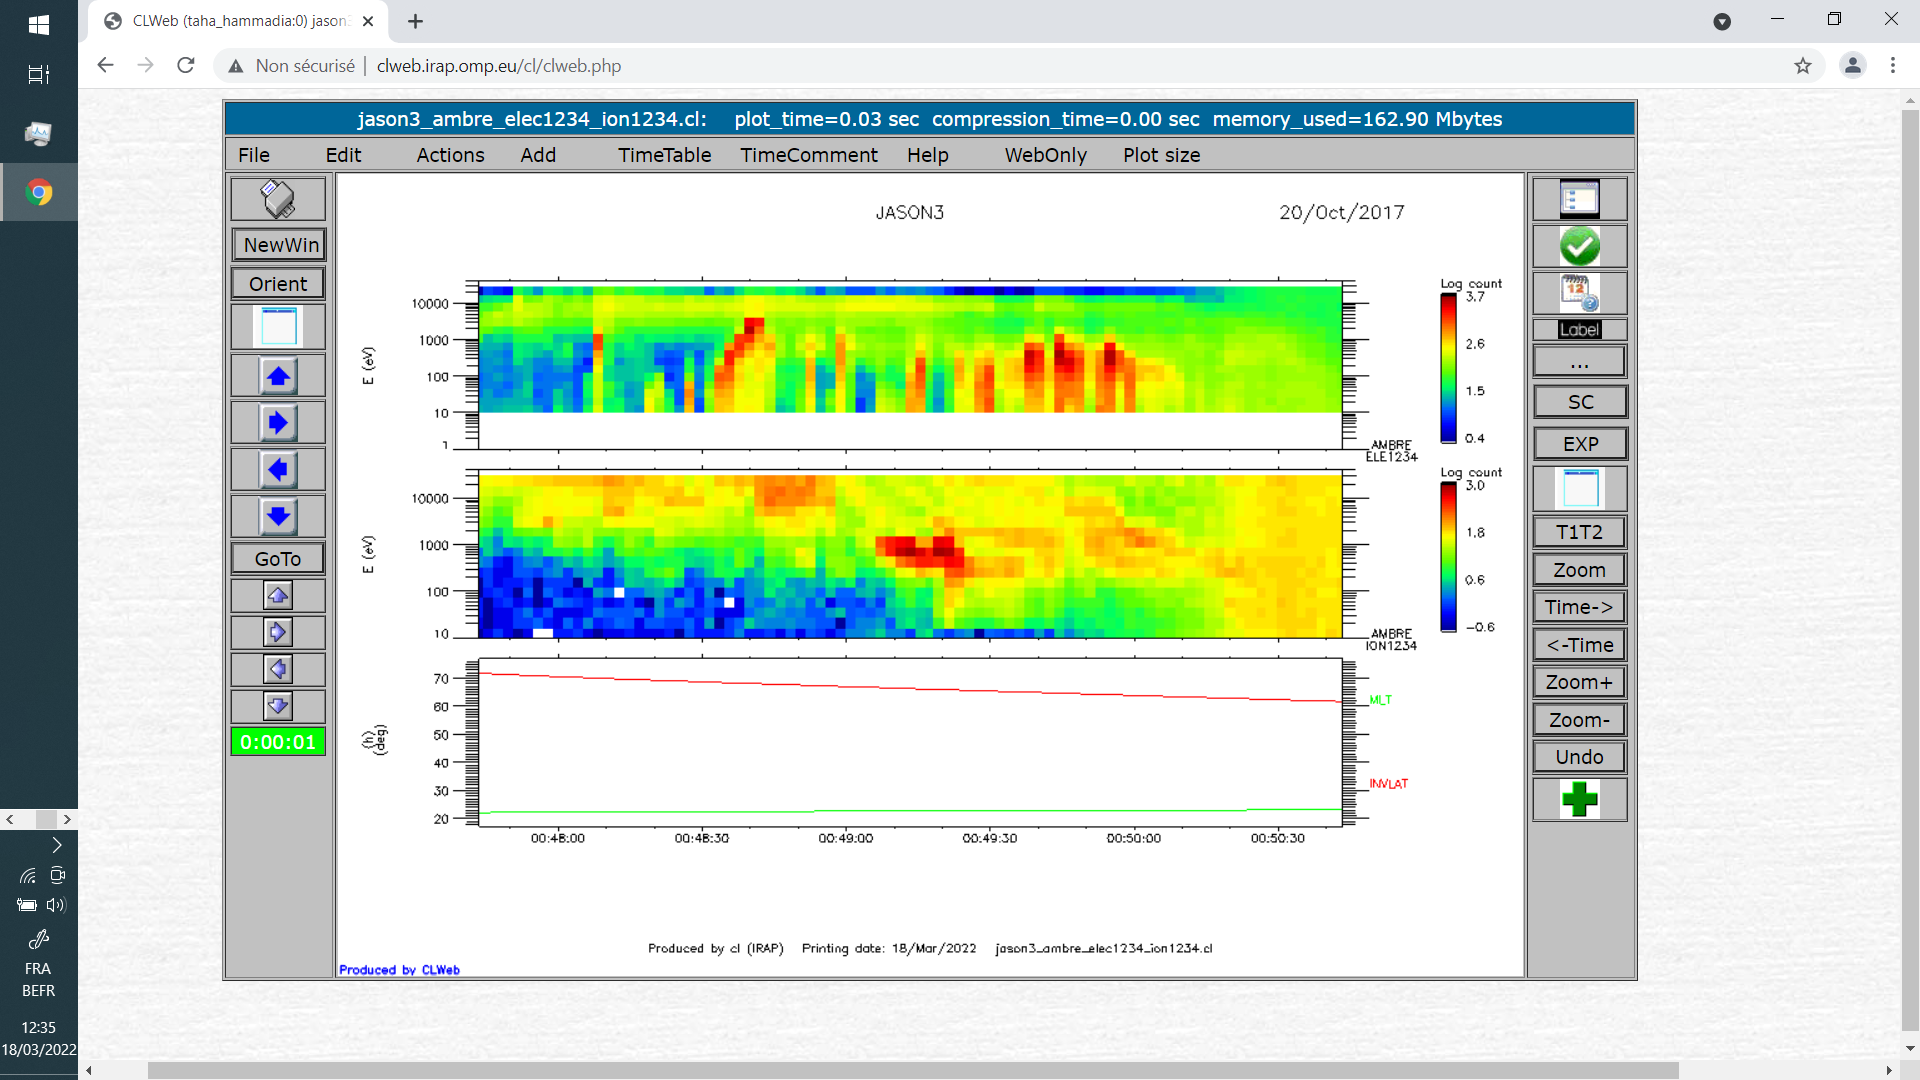 CLWeb (taha_hammadia:0) jason3
Non sécurisé | clweb.irap.omp.eu/cl/clweb.php
jason3_ambre_elec1234_ion1234.cl: plot_time=0.03 sec compression_time=0.00 sec memory_used=162.90 Mbytes
File Edit Actions Add TimeTable TimeComment Help WebOnly Plot size
NewWin
Orient
GoTo
0:00:01
JASON3 20/Oct/2017
E (eV)
10000
1000
100
10
1
Log count
3.7
2.6
1.5
0.4
AMBRE
ELE1234
E (eV)
10000
1000
100
10
Log count
3.0
1.8
0.6
-0.6
AMBRE
ION1234
(h)
(deg)
70
60
50
40
30
20
MLT
INVLAT
00:48:00 00:48:30 00:49:00 00:49:30 00:50:00 00:50:30
Produced by cl (IRAP) Printing date: 18/Mar/2022 jason3_ambre_elec1234_ion1234.cl
Produced by CLWeb
12
Label
...
SC
EXP
T1T2
Zoom
Time->
<-Time
Zoom+
Zoom-
Undo
FRA
BEFR
12:35
18/03/2022